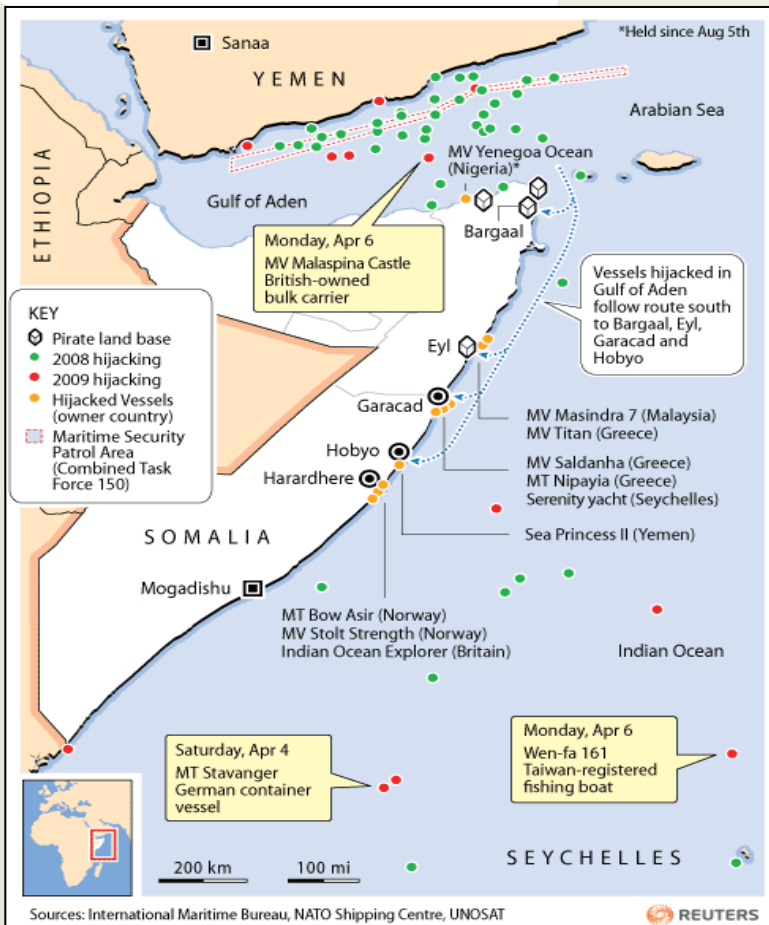 *Held since Aug 5th
Sanaa
YEMEN
Arabian Sea
ETHIOPIA
MV Yenegoa Ocean
(Nigeria)*
Gulf of Aden
Bargaal
Monday, Apr 6
MV Malaspina Castle
British-owned
bulk carrier
Vessels hijacked in
Gulf of Aden
follow route south
to Bargaal, Eyl,
Garacad and
Hobyo
KEY
Pirate land base
2008 hijacking
2009 hijacking
Hijacked Vessels
(owner country)
Maritime Security
Patrol Area
(Combined Task
Force 150)
Eyl
Garacad
Hobyo
Harardhere
MV Masindra 7 (Malaysia)
MV Titan (Greece)
MV Saldanha (Greece)
MT Nipayia (Greece)
Serenity yacht (Seychelles)
Sea Princess II (Yemen)
SOMALIA
Mogadishu
MT Bow Asir (Norway)
MV Stolt Strength (Norway)
Indian Ocean Explorer (Britain)
Indian Ocean
Saturday, Apr 4
MT Stavanger
German container
vessel
Monday, Apr 6
Wen-fa 161
Taiwan-registered
fishing boat
SEYCHELLES
200 km
100 mi
Sources: International Maritime Bureau, NATO Shipping Centre, UNOSAT
REUTERS